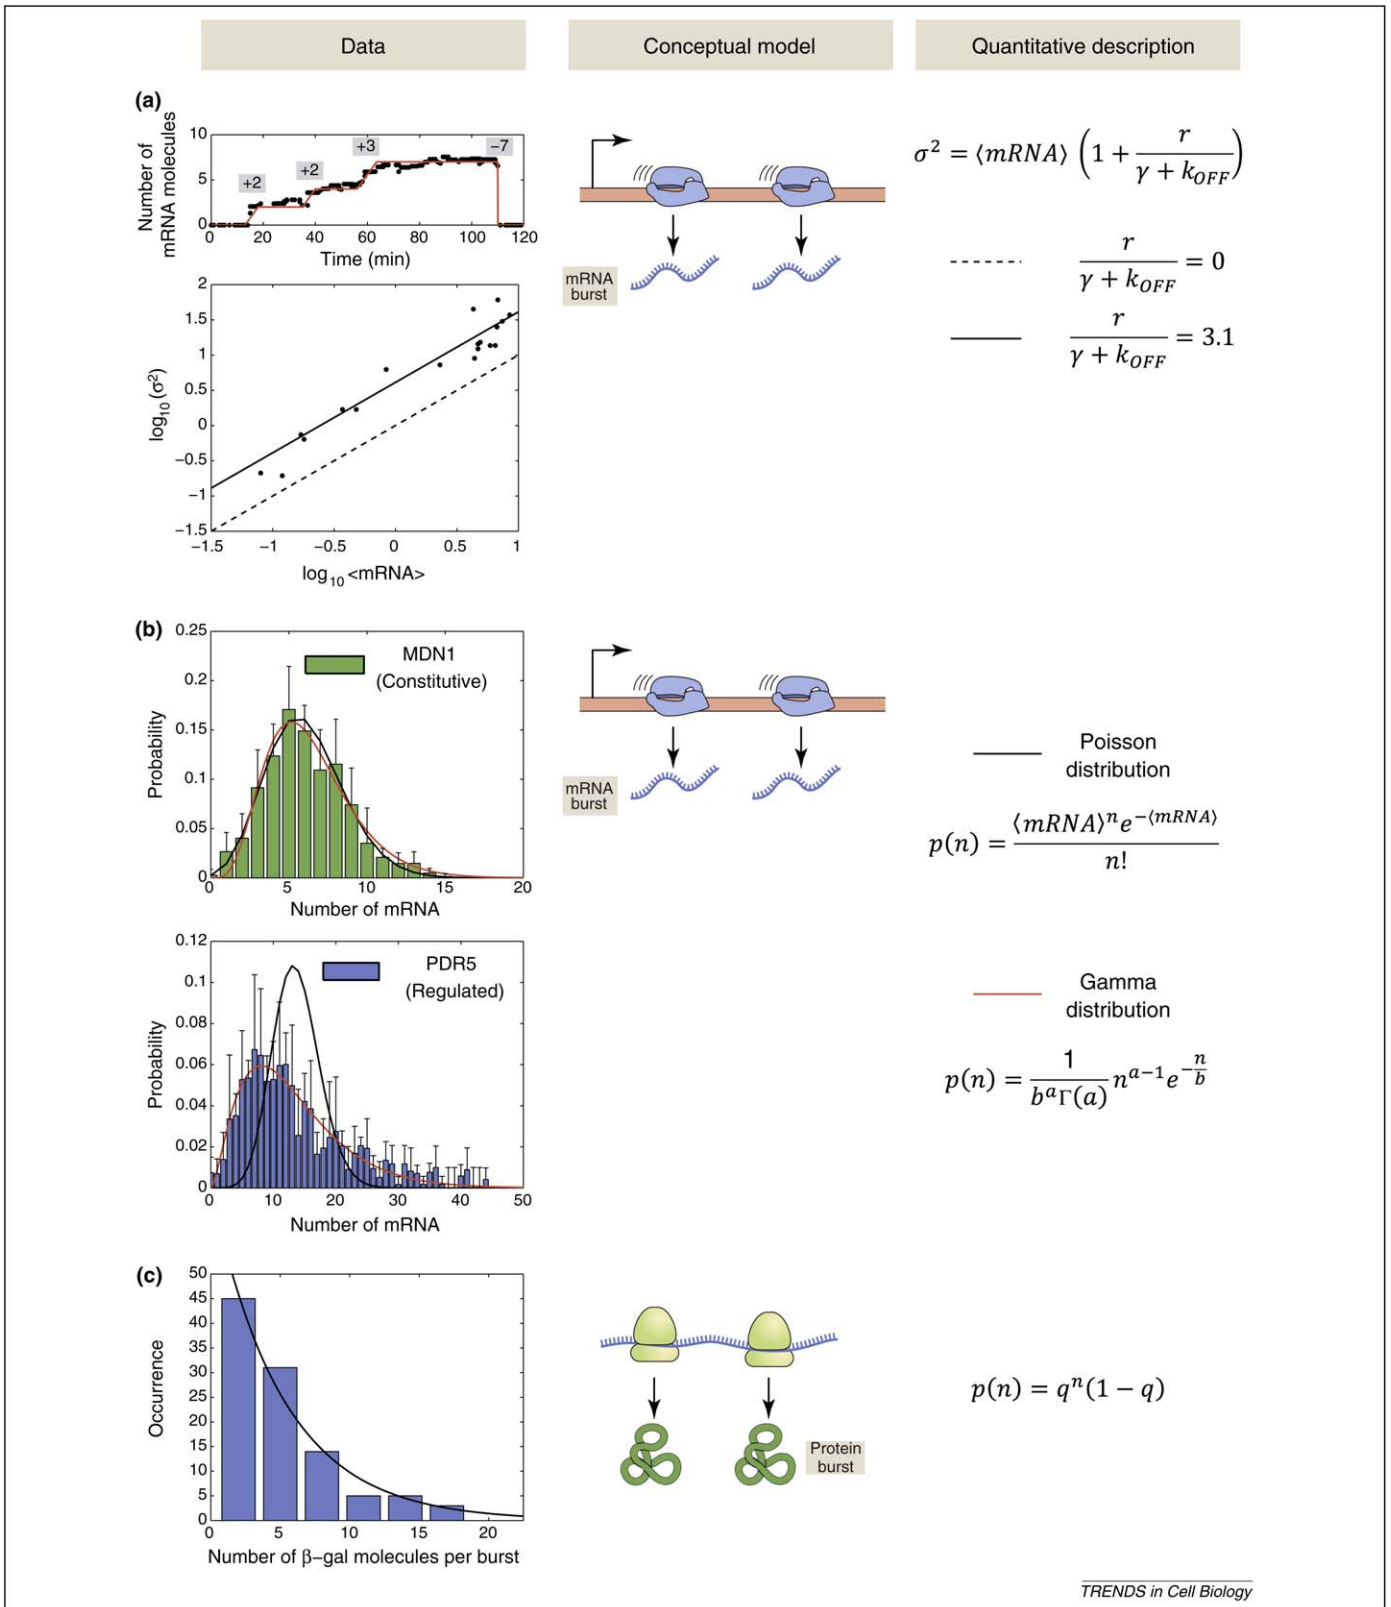 Data
Conceptual model
Quantitative description
(a)
Number of
mRNA molecules
10
5
0
+2
+2
+3
−7
0 20 40 60 80 100 120
Time (min)
mRNA
burst
σ² = ⟨mRNA⟩ (1 + r / (γ + k_OFF))
r / (γ + k_OFF) = 0
r / (γ + k_OFF) = 3.1
log₁₀(σ²)
2
1.5
1
0.5
0
−0.5
−1
−1.5
−1.5 −1 −0.5 0 0.5 1
log₁₀ <mRNA>
(b)
Probability
0.25
0.2
0.15
0.1
0.05
0
MDN1
(Constitutive)
0 5 10 15 20
Number of mRNA
mRNA
burst
Poisson
distribution
p(n) = ⟨mRNA⟩ⁿ e^(−⟨mRNA⟩) / n!
Probability
0.12
0.1
0.08
0.06
0.04
0.02
0
PDR5
(Regulated)
0 10 20 30 40 50
Number of mRNA
Gamma
distribution
p(n) = 1 / (bᵃΓ(a)) n^(a−1) e^(−n/b)
(c)
Occurrence
50
45
40
35
30
25
20
15
10
5
0
0 5 10 15 20
Number of β−gal molecules per burst
Protein
burst
p(n) = qⁿ(1 − q)
TRENDS in Cell Biology